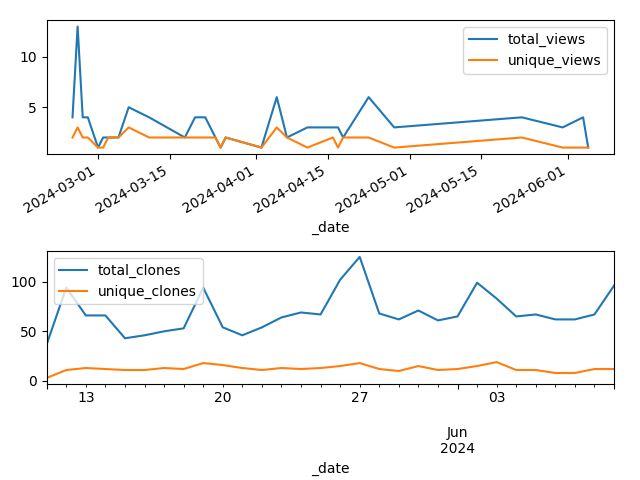 10
5
total_views
unique_views
2024-03-01
2024-03-15
2024-04-01
2024-04-15
2024-05-01
2024-05-15
2024-06-01
_date
100
50
0
total_clones
unique_clones
13
20
27
03
Jun
2024
_date